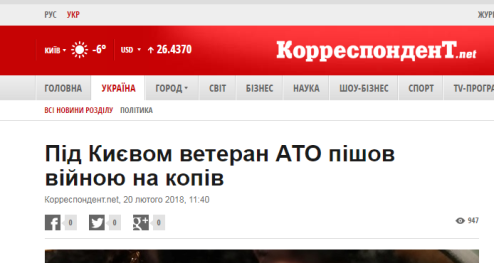 РУС УКР ЖУР
КИЇВ -6° USD 26.4370 КорреспонденТ.net
ГОЛОВНА УКРАЇНА ГОРОД СВІТ БІЗНЕС НАУКА ШОУ-БІЗНЕС СПОРТ TV-ПРОГРА
ВСІ НОВИНИ РОЗДІЛУ ПОЛІТИКА
Під Києвом ветеран АТО пішов
війною на копів
Корреспондент.net, 20 лютого 2018, 11:40
f 0 0 g+ 0 947